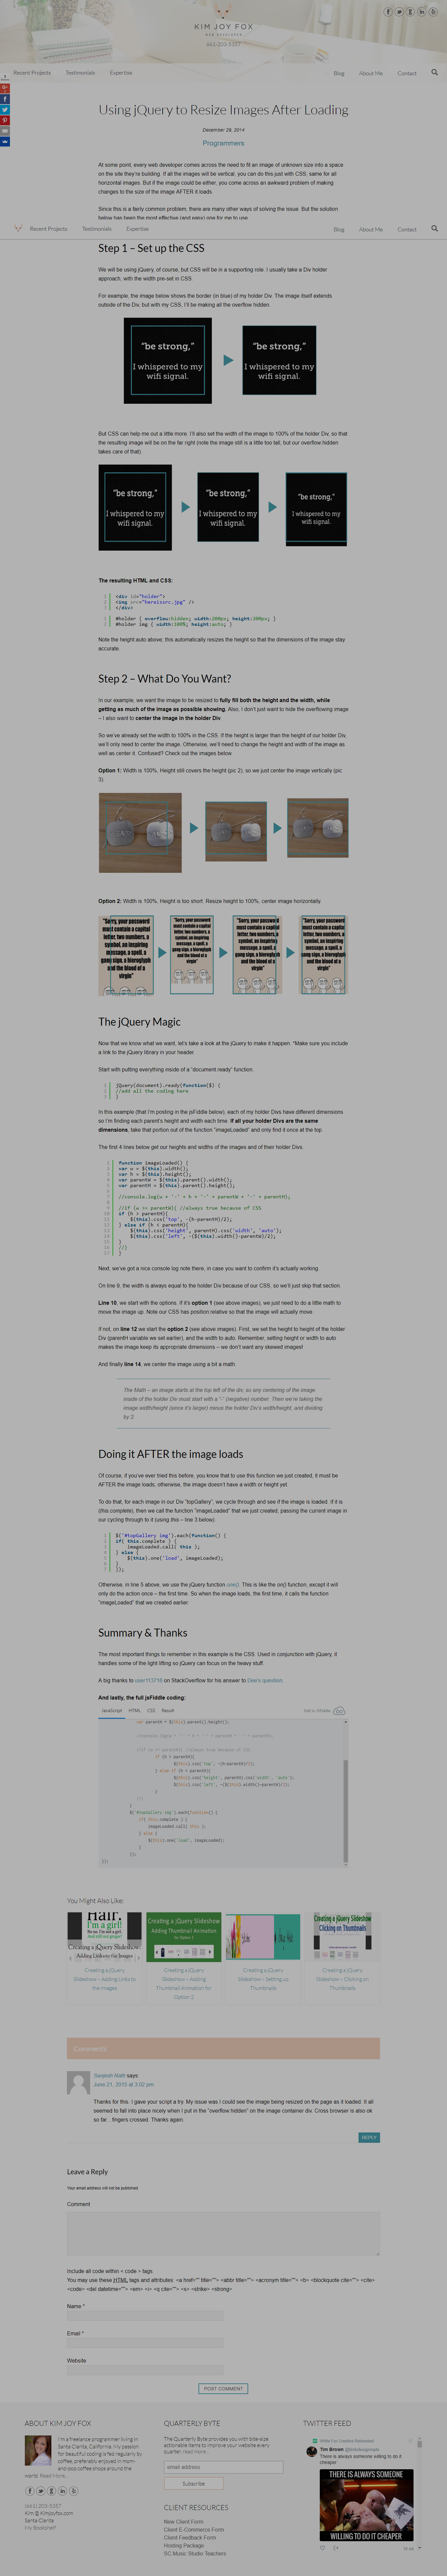 KIM JOY FOX
WEB DEVELOPER
661-203-5357
Recent Projects Testimonials Expertise Blog About Me Contact
Using jQuery to Resize Images After Loading
December 28, 2014
Programmers
At some point, every web developer comes across the need to fit an image of unknown size into a space
on the site they're building. If all the images will be vertical, you can do this just with CSS, same for all
horizontal images. But if the image could be either, you come across an awkward problem of making
changes to the size of the image AFTER it loads.
Since this is a fairly common problem, there are many other ways of solving the issue. But the solution
below has been the most effective (and easy) one for me to use.
Recent Projects Testimonials Expertise Blog About Me Contact
Step 1 – Set up the CSS
We will be using jQuery, of course, but CSS will be in a supporting role. I usually take a Div holder
approach, with the width pre-set in CSS.
For example, the image below shows the border (in blue) of my holder Div. The image itself extends
outside of the Div, but with my CSS, I'll be making all the overflow hidden:
"be strong,"
I whispered to my
wifi signal.
"be strong,"
I whispered to my
wifi signal.
But CSS can help me out a little more. I'll also set the width of the image to 100% of the holder Div, so that
the resulting image will be on the far right (note the image still is a little too tall, but our overflow hidden
takes care of that).
"be strong,"
I whispered to my
wifi signal.
"be strong,"
I whispered to my
wifi signal.
"be strong,"
I whispered to my
wifi signal.
The resulting HTML and CSS:
1 <div id="holder">
2 <img src="hereissrc.jpg" />
3 </div>
1 #holder { overflow:hidden; width:200px; height:200px; }
2 #holder img { width:100%; height:auto; }
Note the height:auto above, this automatically resizes the height so that the dimensions of the image stay
accurate.
Step 2 – What Do You Want?
In our example, we want the image to be resized to fully fill both the height and the width, while
getting as much of the image as possible showing. Also, I don't just want to hide the overflowing image
– I also want to center the image in the holder Div.
So we've already set the width to 100% in the CSS. If the height is larger than the height of our holder Div,
we'll only need to center the image. Otherwise, we'll need to change the height and width of the image as
well as center it. Confused? Check out the images below.
Option 1: Width is 100%, Height still covers the height (pic 2), so we just center the image vertically (pic
3).
Option 2: Width is 100%, Height is too short. Resize height to 100%, center image horizontally.
"Sorry, your password
must contain a capital
letter, two numbers, a
symbol, an inspiring
message, a spell, a
gang sign, a hieroglyph
and the blood of a
virgin"
"Sorry, your password
must contain a capital
letter, two numbers, a
symbol, an inspiring
message, a spell, a
gang sign, a hieroglyph
and the blood of a
virgin"
"Sorry, your password
must contain a capital
letter, two numbers, a
symbol, an inspiring
message, a spell, a
gang sign, a hieroglyph
and the blood of a
virgin"
"Sorry, your password
must contain a capital
letter, two numbers, a
symbol, an inspiring
message, a spell, a
gang sign, a hieroglyph
and the blood of a
virgin"
The jQuery Magic
Now that we know what we want, let's take a look at the jQuery to make it happen. *Make sure you include
a link to the jQuery library in your header.
Start with putting everything inside of a "document ready" function.
1 jQuery(document).ready(function($) {
2 //add all the coding here
3 }
In this example (that I'm posting in the jsFiddle below), each of my holder Divs have different dimensions
so I'm finding each parent's height and width each time. If all your holder Divs are the same
dimensions, take that portion out of the function "imageLoaded" and only find it once at the top.
The first 4 lines below get our heights and widths of the images and of their holder Divs.
function imageLoaded() {
var w = $(this).width();
var h = $(this).height();
var parentW = $(this).parent().width();
var parentH = $(this).parent().height();
//console.log(w + '-' + h + '-' + parentW + '-' + parentH);
//if (w >= parentW){ //always true because of CSS
if (h > parentH){
$(this).css('top', -(h-parentH)/2);
} else if (h < parentH){
$(this).css('height', parentH).css('width', 'auto');
$(this).css('left', -($(this).width()-parentW)/2);
}
//}
}
Next, we've got a nice console log note there, in case you want to confirm it's actually working.
On line 9, the width is always equal to the holder Div because of our CSS, so we'll just skip that section.
Line 10, we start with the options. If it's option 1 (see above images), we just need to do a little math to
move the image up. Note our CSS has position relative so that the image will actually move.
If not, on line 12 we start the option 2 (see above images). First, we set the height to height of the holder
Div (parentH variable we set earlier), and the width to auto. Remember, setting height or width to auto
makes the image keep its appropriate dimensions – we don't want any skewed images!
And finally line 14, we center the image using a bit a math.
The Math – an image starts at the top left of the div, so any centering of the image
inside of the holder Div must start with a "-" (negative) number. Then we're taking the
image width/height (since it's larger) minus the holder Div's width/height, and dividing
by 2.
Doing it AFTER the image loads
Of course, if you've ever tried this before, you know that to use this function we just created, it must be
AFTER the image loads, otherwise, the image doesn't have a width or height yet.
To do that, for each image in our Div "topGallery", we cycle through and see if the image is loaded. If it is
(this.complete), then we call the function "imageLoaded" that we just created, passing the current image in
our cycling through to it (using this – line 3 below).
1 $('#topGallery img').each(function() {
2 if( this.complete ) {
3 imageLoaded.call( this );
4 } else {
5 $(this).one('load', imageLoaded);
6 }
7 });
Otherwise, in line 5 above, we use the jQuery function .one(). This is like the on() function, except it will
only do the action once – the first time. So when the image loads, the first time, it calls the function
"imageLoaded" that we created earlier.
Summary & Thanks
The most important things to remember in this example is the CSS. Used in conjunction with jQuery, it
handles some of the light lifting so jQuery can focus on the heavy stuff.
A big thanks to user113716 on StackOverflow for his answer to Dee's question.
And lastly, the full jsFiddle coding:
JavaScript HTML CSS Result Edit in JSFiddle
var parentH = $(this).parent().height();
//console.log(w + '-' + h + '-' + parentW + '-' + parentH);
//if (w >= parentW){ //always true because of CSS
if (h > parentH){
$(this).css('top', -(h-parentH)/2);
} else if (h < parentH){
$(this).css('height', parentH).css('width', 'auto');
$(this).css('left', -($(this).width()-parentW)/2);
}
//}
}
$('#topGallery img').each(function() {
if( this.complete ) {
imageLoaded.call( this );
} else {
$(this).one('load', imageLoaded);
}
});
});
You Might Also Like:
Creating a jQuery
Slideshow – Adding Links to
the Images
Creating a jQuery
Slideshow – Adding
Thumbnail Animation for
Option 2
Creating a jQuery
Slideshow – Setting up
Thumbnails
Creating a jQuery
Slideshow – Clicking on
Thumbnails
Comments
Sanjeah Nath says:
June 21, 2015 at 3:02 pm
Thanks for this. I gave your script a try. My issue was I could see the image being resized on the page as it loaded. It all
seemed to fall into place nicely when I put in the "overflow:hidden" on the image container div. Cross browser is also ok
so far... fingers crossed. Thanks again.
REPLY
Leave a Reply
Your email address will not be published.
Comment
Include all code within < code > tags.
You may use these HTML tags and attributes: <a href="" title=""> <abbr title=""> <acronym title=""> <b> <blockquote cite=""> <cite>
<code> <del datetime=""> <em> <i> <q cite=""> <s> <strike> <strong>
Name *
Email *
Website
POST COMMENT
ABOUT KIM JOY FOX
I'm a freelance programmer living in
Santa Clarita, California. My passion
for beautiful coding is fed regularly by
coffee, preferably enjoyed in mom-
and-pop coffee shops around the
world. Read More...
(661) 203-5357
Kim @ Kimjoyfox.com
Santa Clarita
My Bookshelf
QUARTERLY BYTE
The Quarterly Byte provides you with bite-size
actionable items to improve your website every
quarter. read more...
email address
Subscribe
CLIENT RESOURCES
New Client Form
Client E-Commerce Form
Client Feedback Form
Hosting Package
SC Music Studio Teachers
TWITTER FEED
White Fox Creative Retweeted
Tim Brown @timbdesignmpls
There is always someone willing to do it
cheaper
THERE IS ALWAYS SOMEONE
WILLING TO DO IT CHEAPER